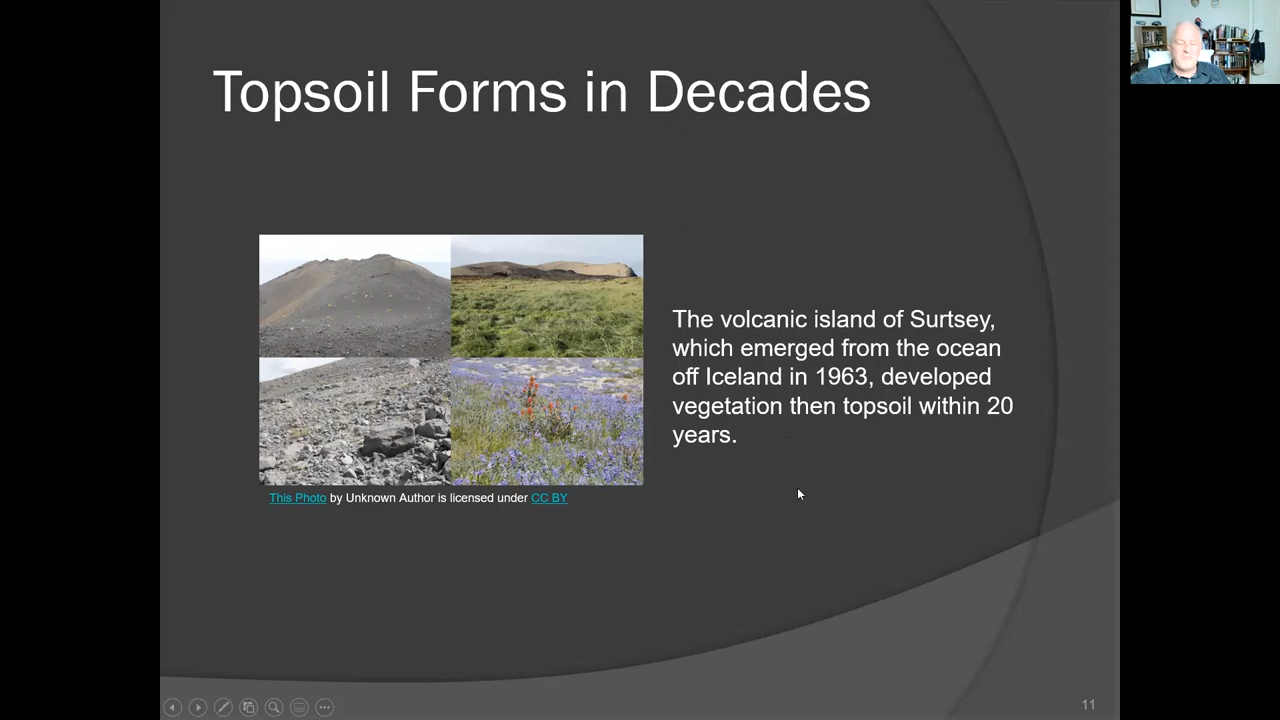 Topsoil Forms in Decades
The volcanic island of Surtsey,
which emerged from the ocean
off Iceland in 1963, developed
vegetation then topsoil within 20
years.
This Photo by Unknown Author is licensed under CC BY
11